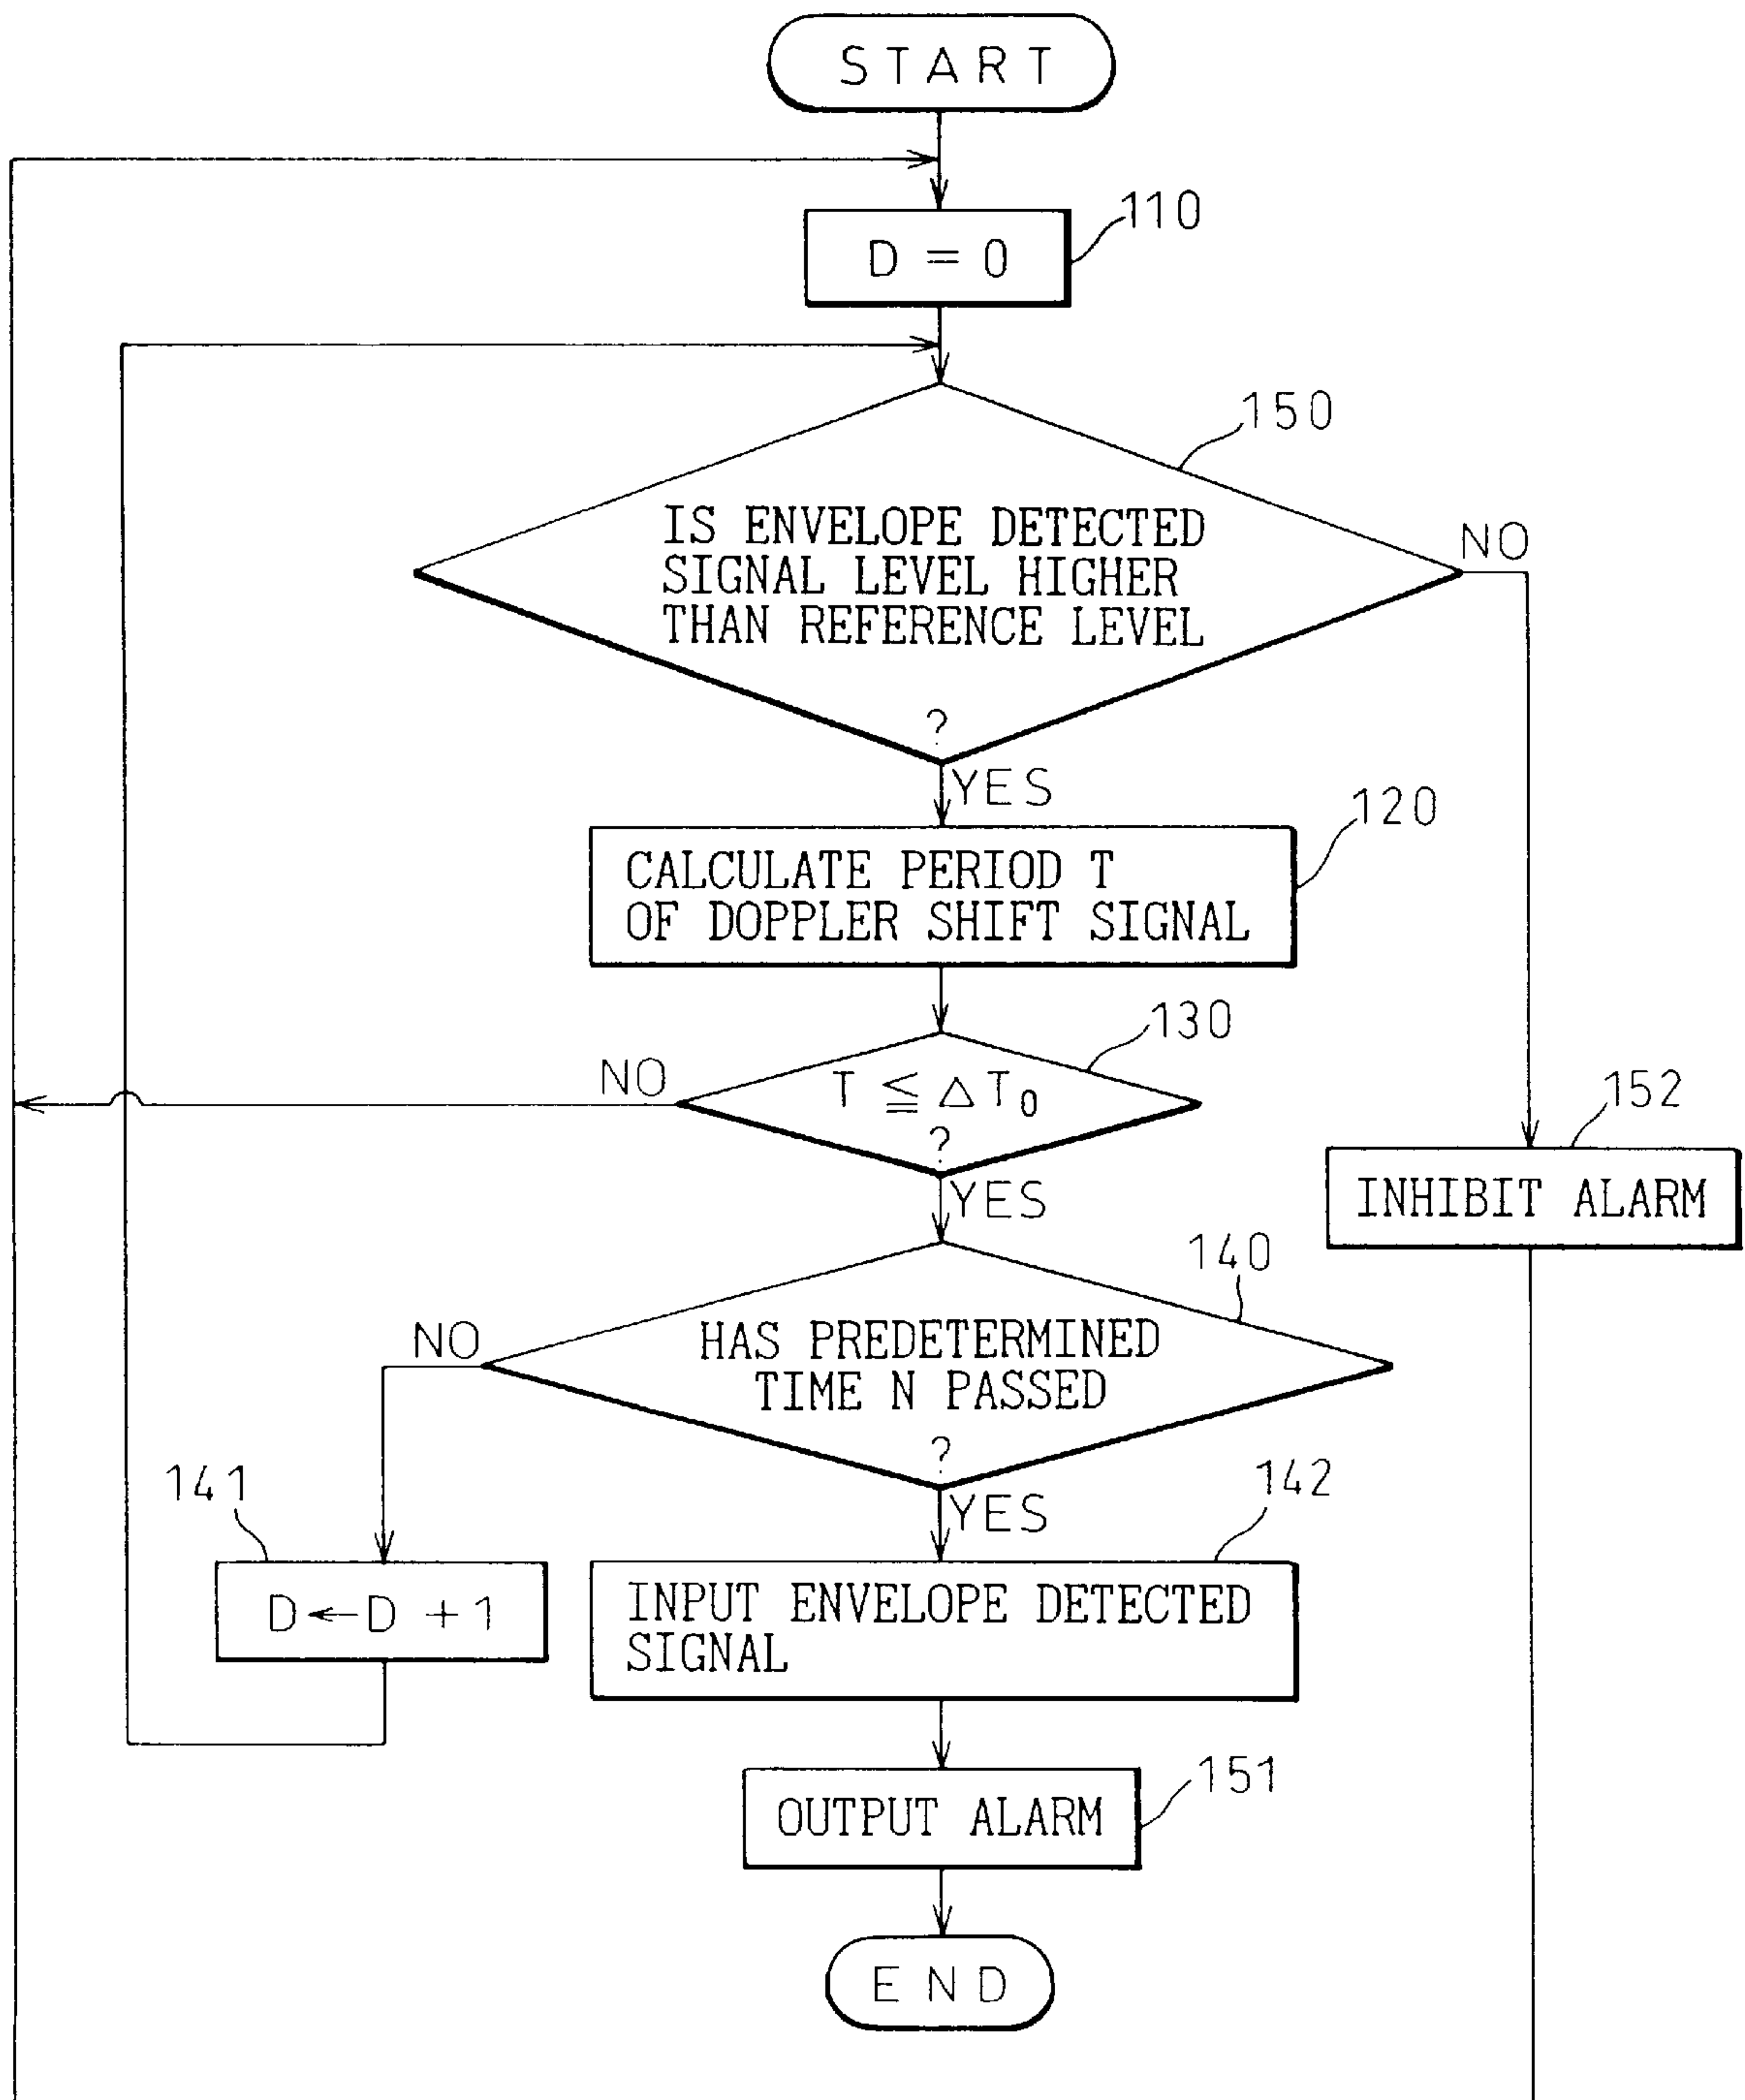 START
110
D = 0
150
IS ENVELOPE DETECTED
SIGNAL LEVEL HIGHER
THAN REFERENCE LEVEL
?
NO
YES
120
CALCULATE PERIOD T
OF DOPPLER SHIFT SIGNAL
130
NO
T ≦ △T₀
?
YES
152
INHIBIT ALARM
140
NO
HAS PREDETERMINED
TIME N PASSED
?
YES
141
D←D + 1
142
INPUT ENVELOPE DETECTED
SIGNAL
151
OUTPUT ALARM
END